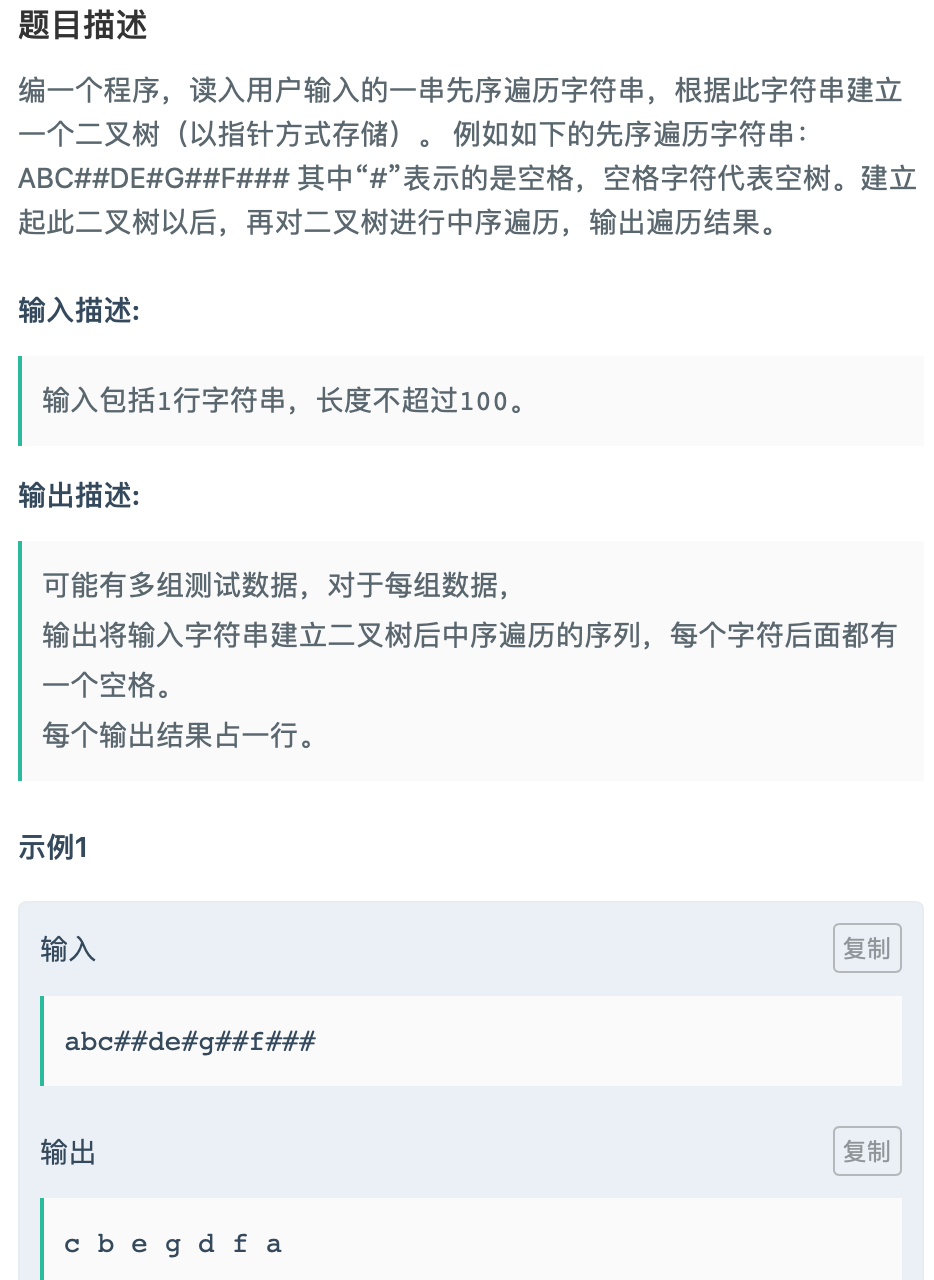 题目描述
编一个程序，读入用户输入的一串先序遍历字符串，根据此字符串建立
一个二叉树（以指针方式存储）。 例如如下的先序遍历字符串：
ABC##DE#G##F### 其中“#”表示的是空格，空格字符代表空树。建立
起此二叉树以后，再对二叉树进行中序遍历，输出遍历结果。
输入描述:
输入包括1行字符串，长度不超过100。
输出描述:
可能有多组测试数据，对于每组数据，
输出将输入字符串建立二叉树后中序遍历的序列，每个字符后面都有
一个空格。
每个输出结果占一行。
示例1
输入
复制
abc##de#g##f###
输出
复制
c b e g d f a